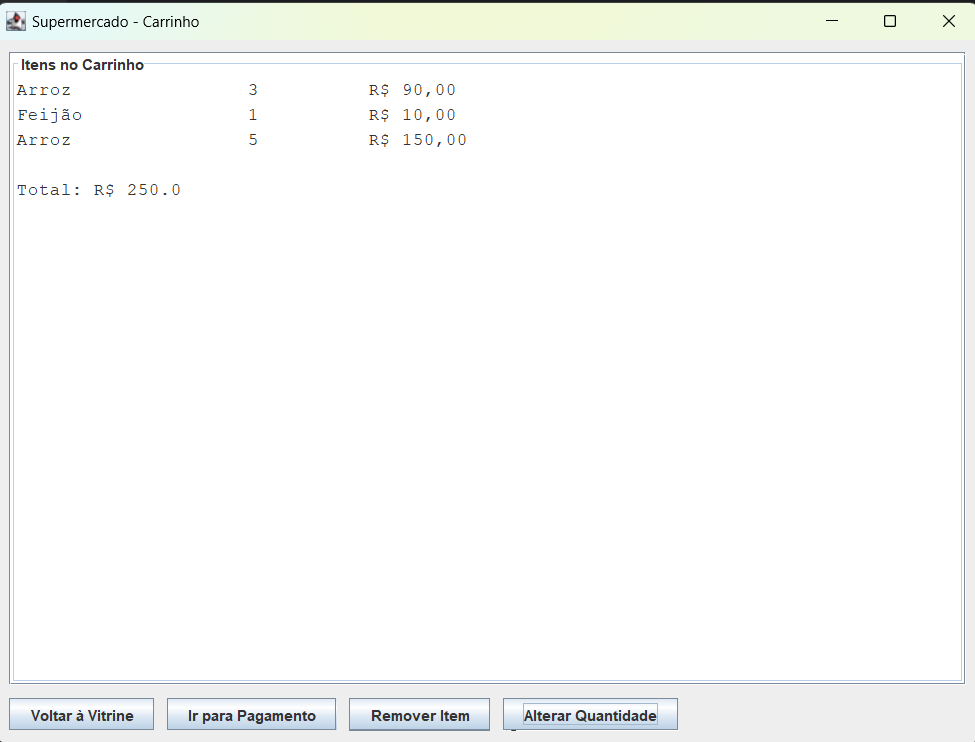 Supermercado - Carrinho
Itens no Carrinho
Arroz 3 R$ 90,00
Feijão 1 R$ 10,00
Arroz 5 R$ 150,00
Total: R$ 250.0
Voltar à Vitrine Ir para Pagamento Remover Item Alterar Quantidade